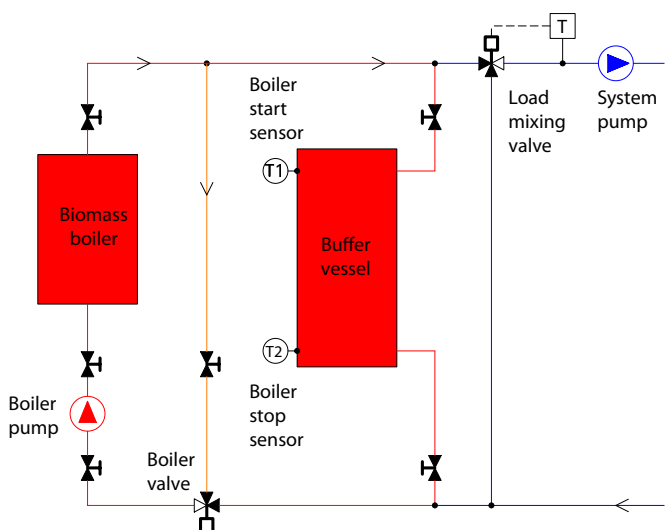 T
Boiler
start
sensor
Load
mixing
valve
System
pump
T1
Biomass
boiler
Buffer
vessel
T2
Boiler
pump
Boiler
stop
sensor
Boiler
valve